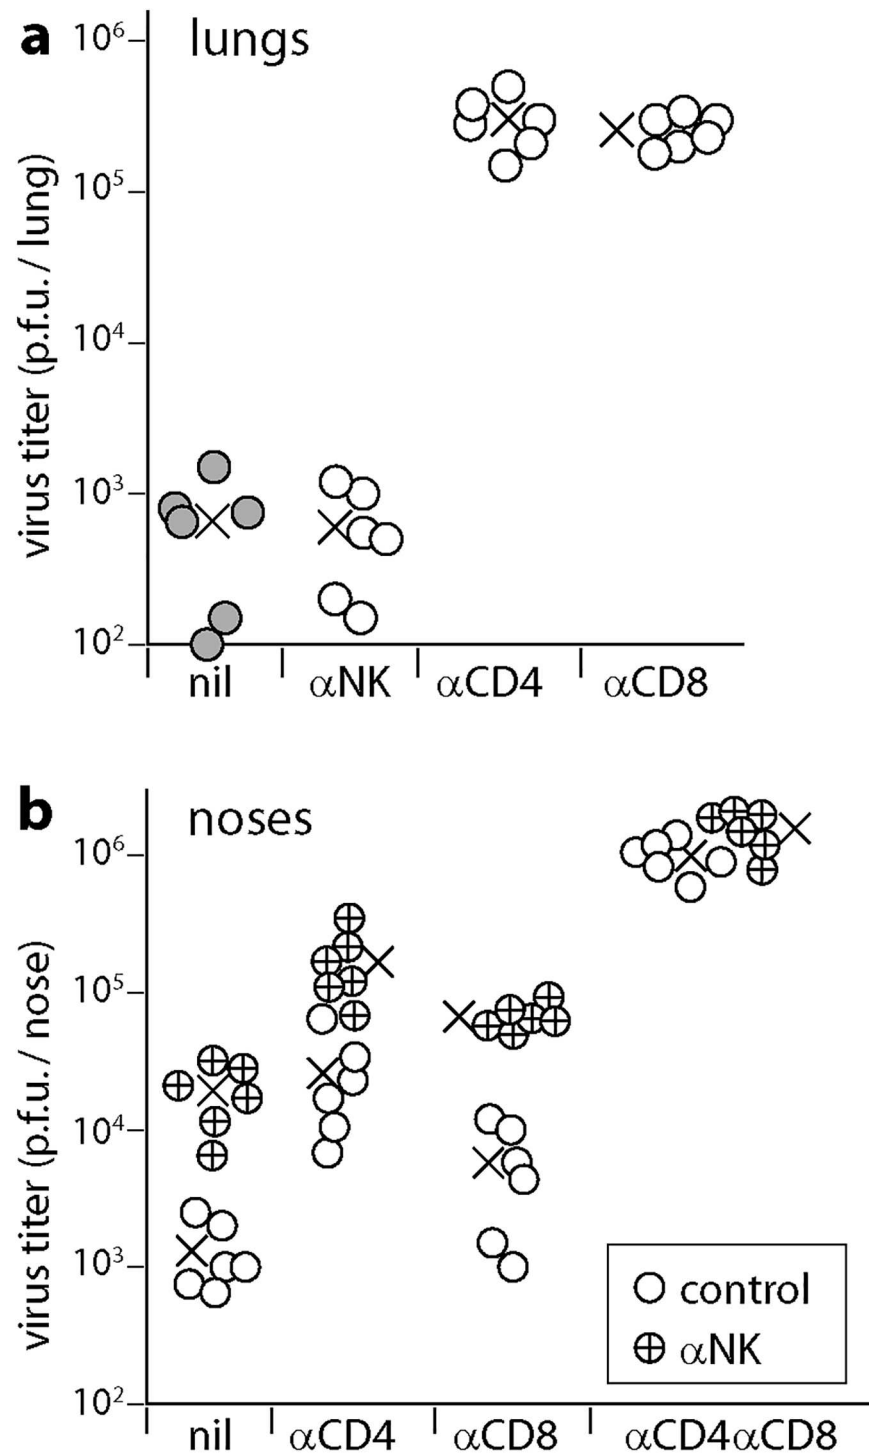 a lungs
virus titer (p.f.u. / lung)
10⁶
10⁵
10⁴
10³
10²
nil αNK αCD4 αCD8
b noses
virus titer (p.f.u. / nose)
10⁶
10⁵
10⁴
10³
10²
control
αNK
nil αCD4 αCD8 αCD4αCD8